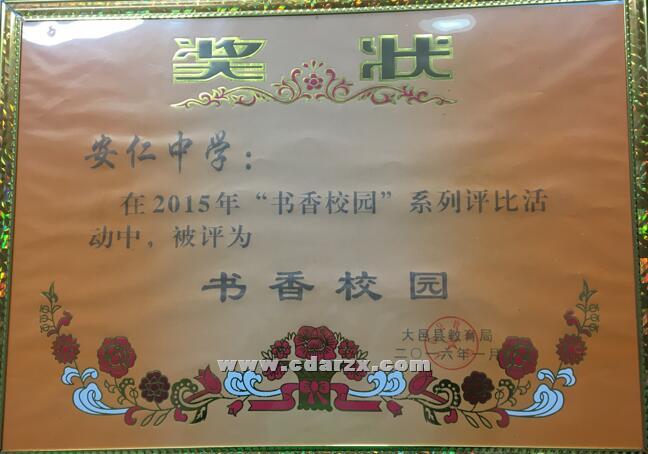 奖 状
安仁中学：
在2015年“书香校园”系列评比活
动中，被评为
书香校园
大邑县教育局
二〇一六年一月
www.cdarzx.com